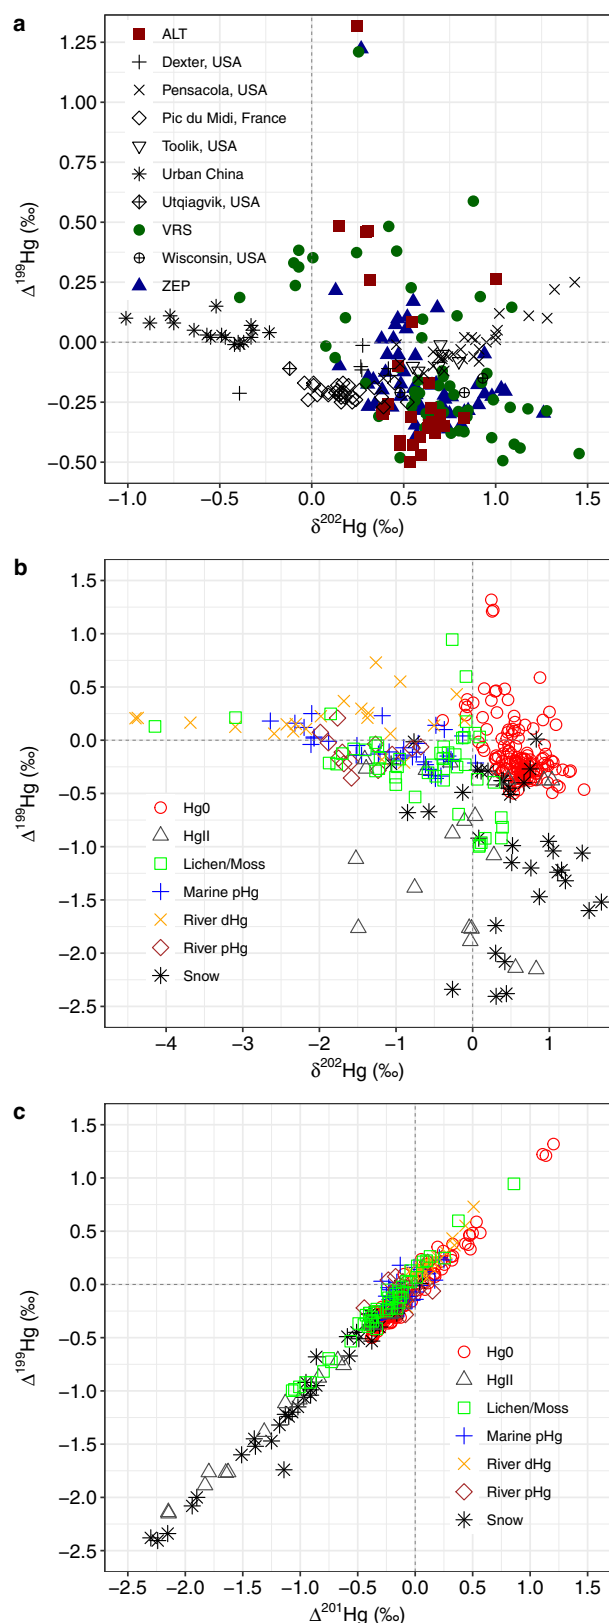 a
ALT
Dexter, USA
Pensacola, USA
Pic du Midi, France
Toolik, USA
Urban China
Utqiagvik, USA
VRS
Wisconsin, USA
ZEP
1.25
1.00
0.75
0.50
0.25
0.00
−0.25
−0.50
Δ¹⁹⁹Hg (‰)
−1.0 −0.5 0.0 0.5 1.0 1.5
δ²⁰²Hg (‰)
b
1.5
1.0
0.5
0.0
−0.5
−1.0
−1.5
−2.0
−2.5
Δ¹⁹⁹Hg (‰)
Hg0
HgII
Lichen/Moss
Marine pHg
River dHg
River pHg
Snow
−4 −3 −2 −1 0 1
δ²⁰²Hg (‰)
c
1.5
1.0
0.5
0.0
−0.5
−1.0
−1.5
−2.0
−2.5
Δ¹⁹⁹Hg (‰)
Hg0
HgII
Lichen/Moss
Marine pHg
River dHg
River pHg
Snow
−2.5 −2.0 −1.5 −1.0 −0.5 0.0 0.5 1.0 1.5
Δ²⁰¹Hg (‰)